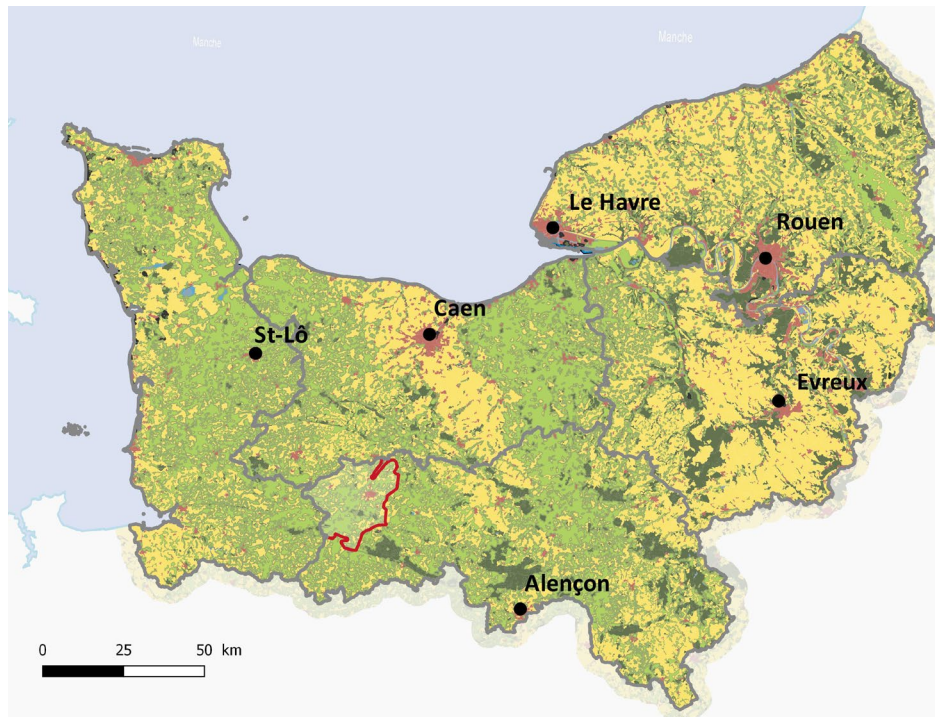 Manche
Manche
Le Havre
Rouen
Caen
St-Lô
Evreux
Alençon
0 25 50 km